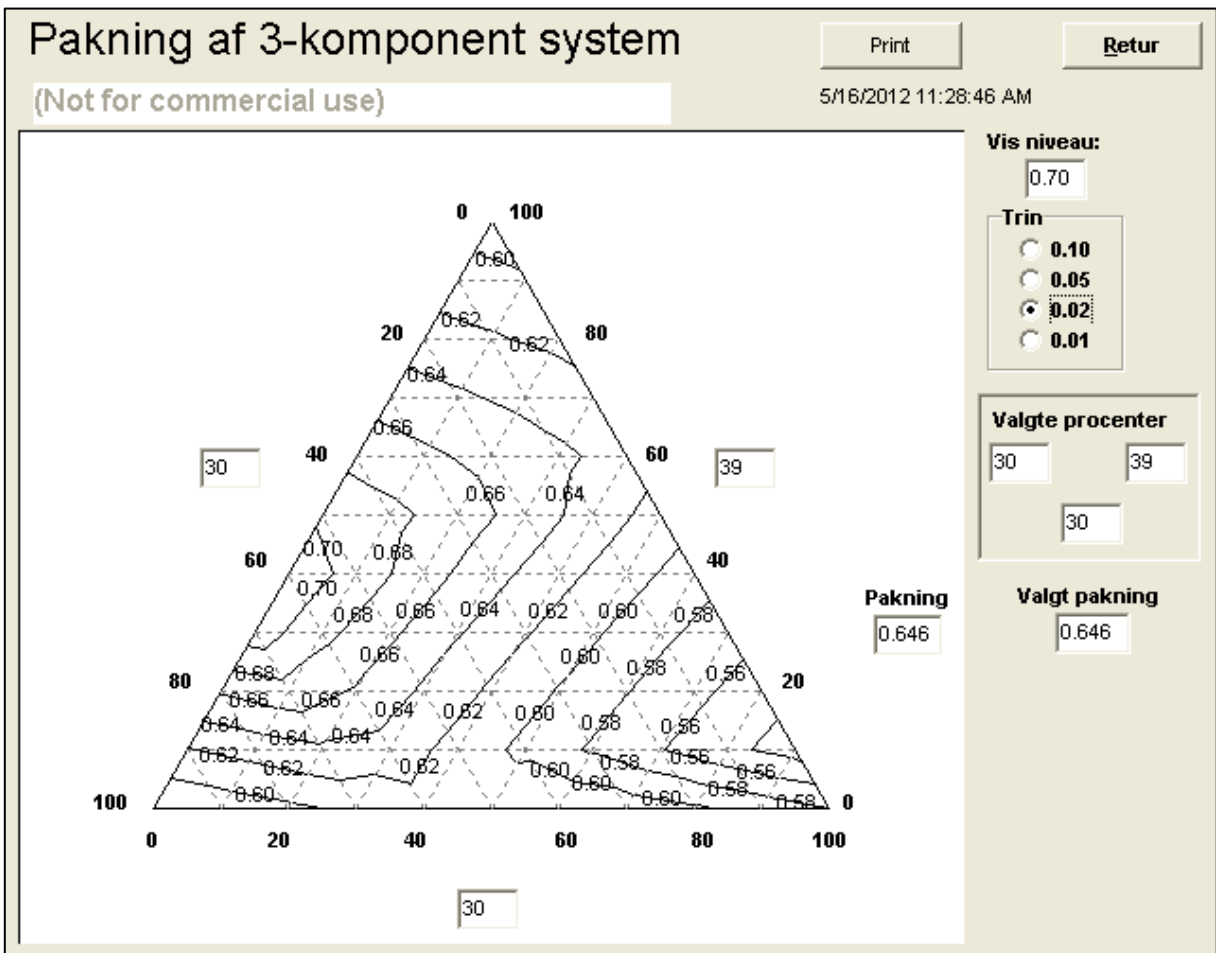 Pakning af 3-komponent system
Print
Retur
(Not for commercial use)
5/16/2012 11:28:46 AM
Vis niveau:
0.70
Trin
0.10
0.05
0.02
0.01
Valgte procenter
30 39
30
Valgt pakning
0.646
Pakning
0.646
0 100
0.60
0.62
20 0.62 80
0.64
0.66
40 60
30 39
0.66 0.64
0.70 0.68
60 40
0.70
0.68 0.66 0.64 0.62 0.60 0.58
0.66 0.60
0.68 0.58 0.56
80 20
0.66 0.66 0.64 0.62 0.60 0.58 0.56
0.64 0.64 0.64
0.62 0.62 0.62 0.60 0.58 0.56 0.56
0.60 0.60 0.60 0.58 0.58
100 0
0 20 40 60 80 100
30